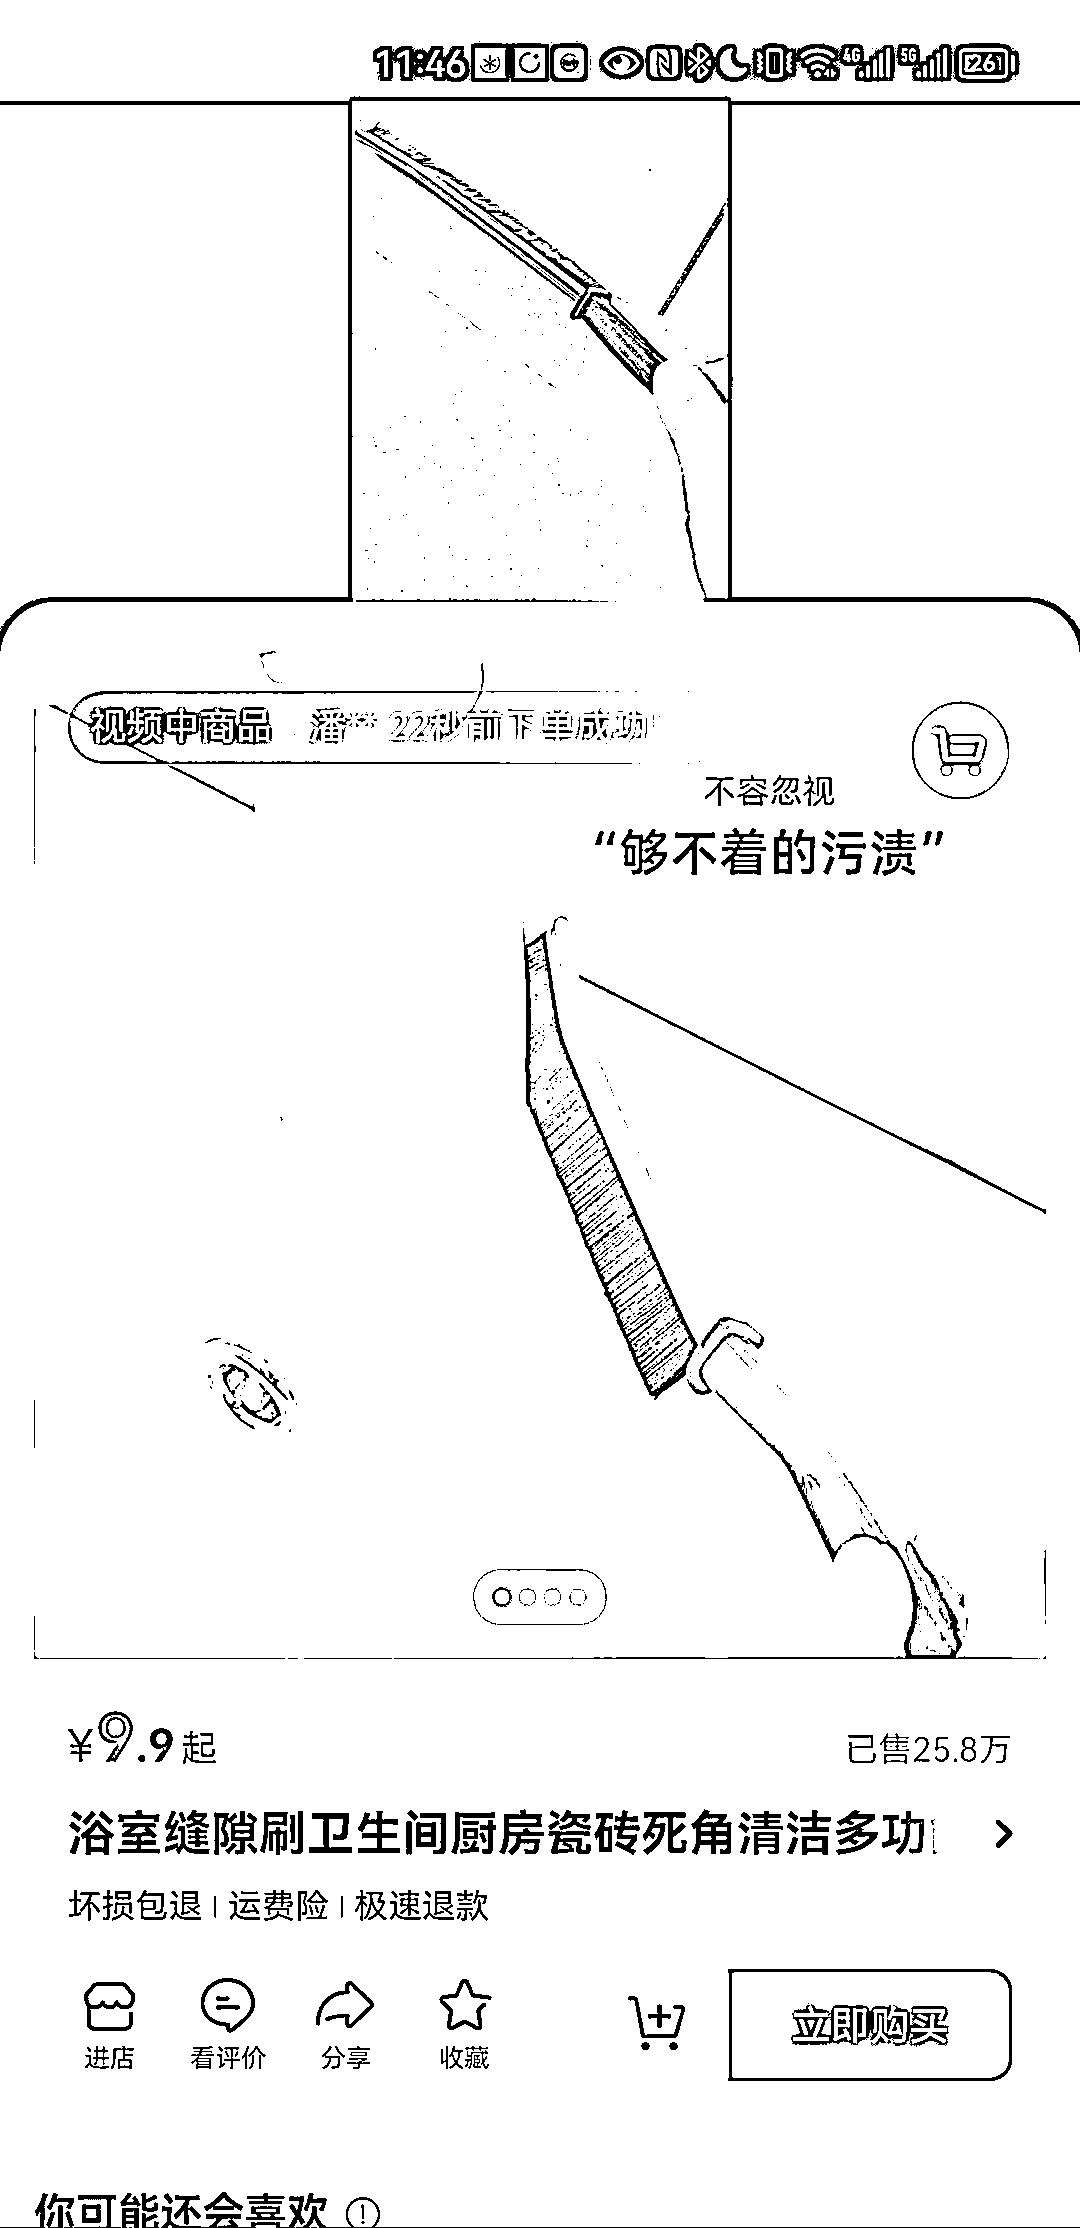 11:46 4G 5G 26
视频中商品 潘** 22秒前下单成功
不容忽视
“够不着的污渍”
¥9.9起 已售25.8万
浴室缝隙刷卫生间厨房瓷砖死角清洁多功
坏损包退 | 运费险 | 极速退款
进店 看评价 分享 收藏 立即购买
你可能还会喜欢